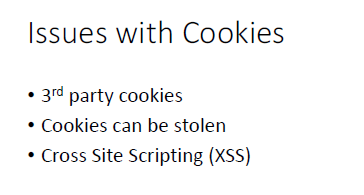 Issues with Cookies
• 3rd party cookies
• Cookies can be stolen
• Cross Site Scripting (XSS)